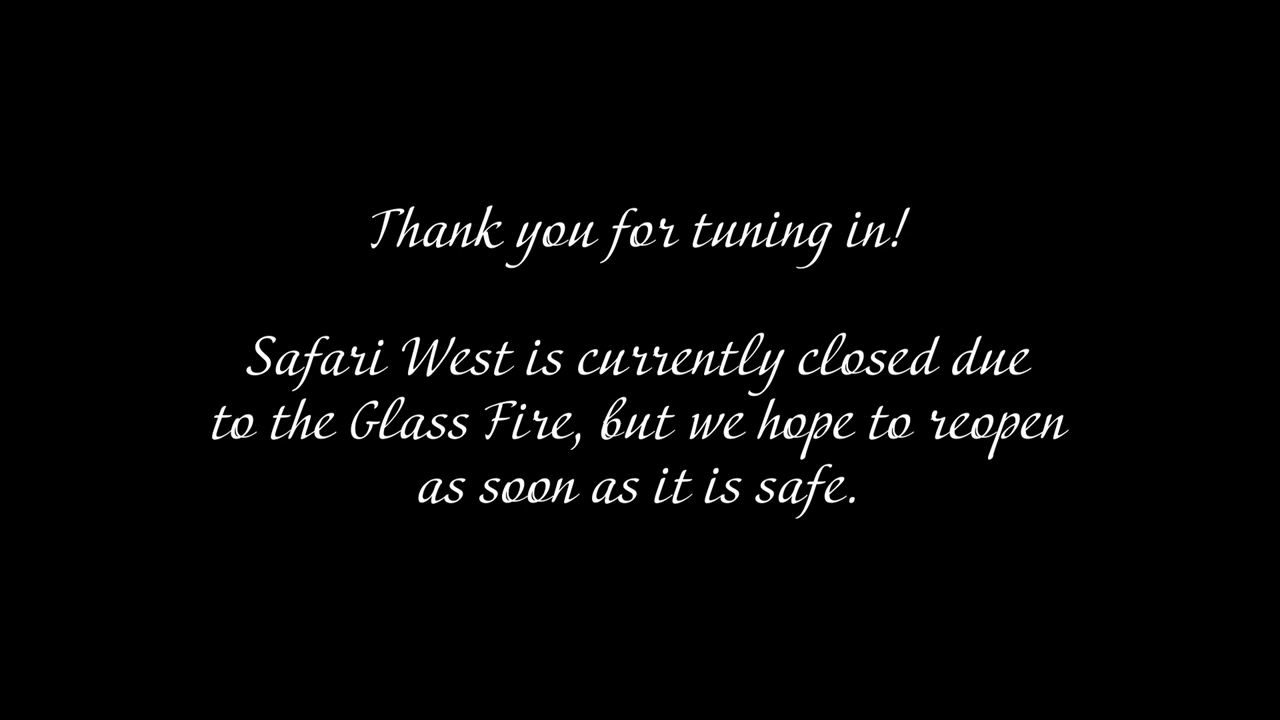 Thank you for tuning in!
Safari West is currently closed due
to the Glass Fire, but we hope to reopen
as soon as it is safe.